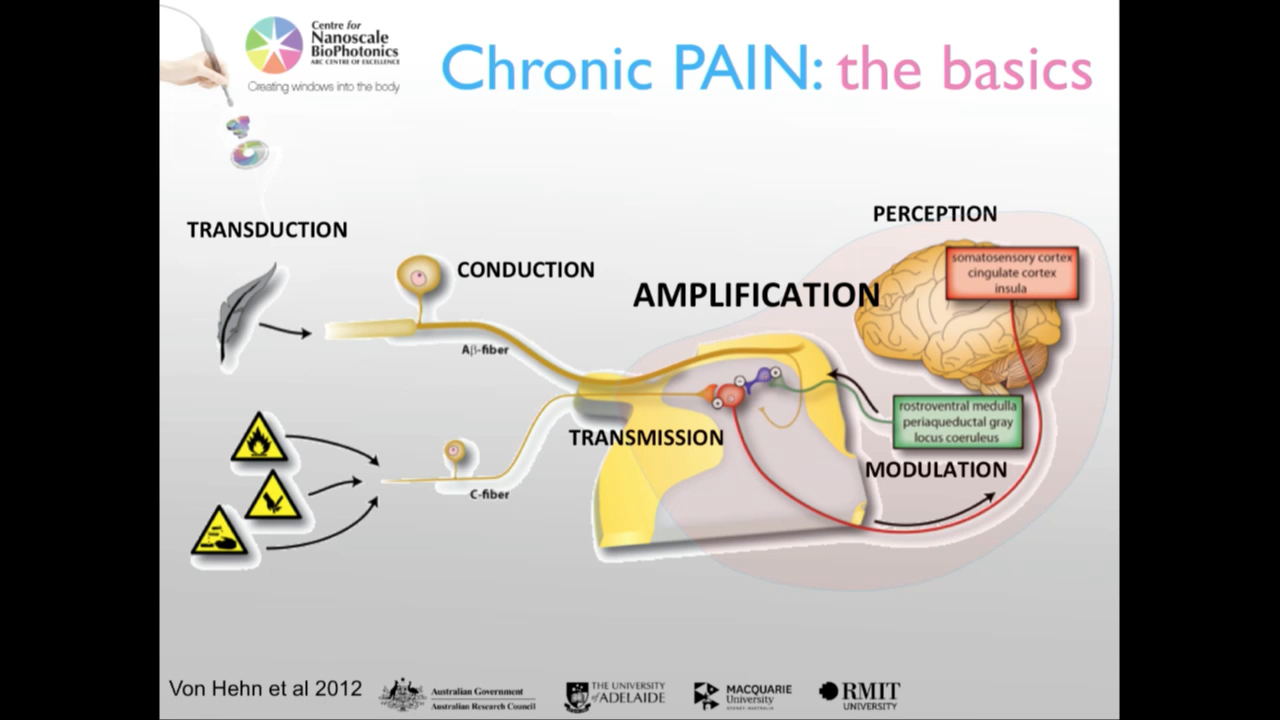 Centre for
Nanoscale
BioPhotonics
ARC CENTRE OF EXCELLENCE
Creating windows into the body
Chronic PAIN: the basics
TRANSDUCTION
PERCEPTION
CONDUCTION
AMPLIFICATION
somatosensory cortex
cingulate cortex
insula
Aβ-fiber
rostroventral medulla
periaqueductal gray
locus coeruleus
TRANSMISSION
MODULATION
C-fiber
Von Hehn et al 2012
Australian Government
Australian Research Council
THE UNIVERSITY
of ADELAIDE
MACQUARIE
University
SYDNEY·AUSTRALIA
RMIT
UNIVERSITY